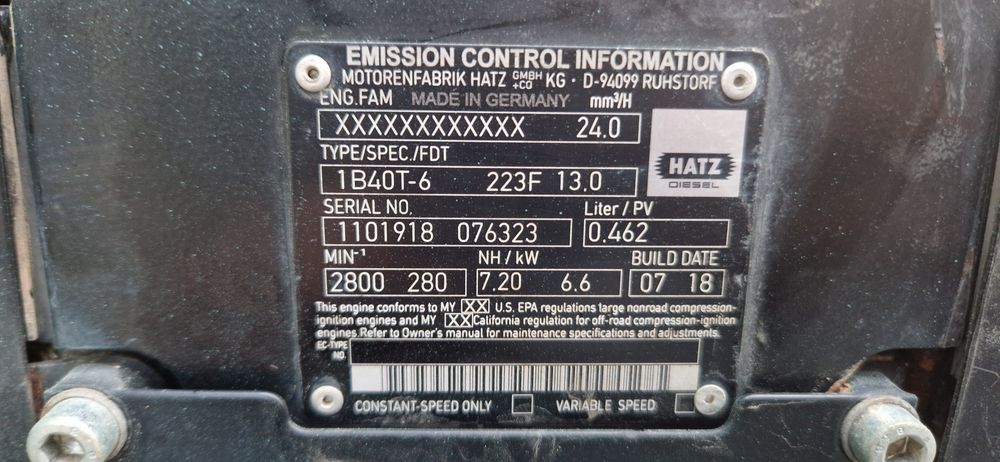 EMISSION CONTROL INFORMATION
MOTORENFABRIK HATZ GMBH +CO KG · D-94099 RUHSTORF
ENG.FAM MADE IN GERMANY mm³/H
XXXXXXXXXXXX 24.0
TYPE/SPEC./FDT
1B40T-6 223F 13.0
HATZ
DIESEL
SERIAL NO. Liter / PV
1101918 076323 0.462
MIN⁻¹ NH / kW BUILD DATE
2800 280 7.20 6.6 07 18
This engine conforms to MY XX U.S. EPA regulations large nonroad compression-
ignition engines and MY XX California regulation for off-road compression-ignition
engines.Refer to Owner's manual for maintenance specifications and adjustments.
EC-TYPE
NO.
CONSTANT-SPEED ONLY VARIABLE SPEED